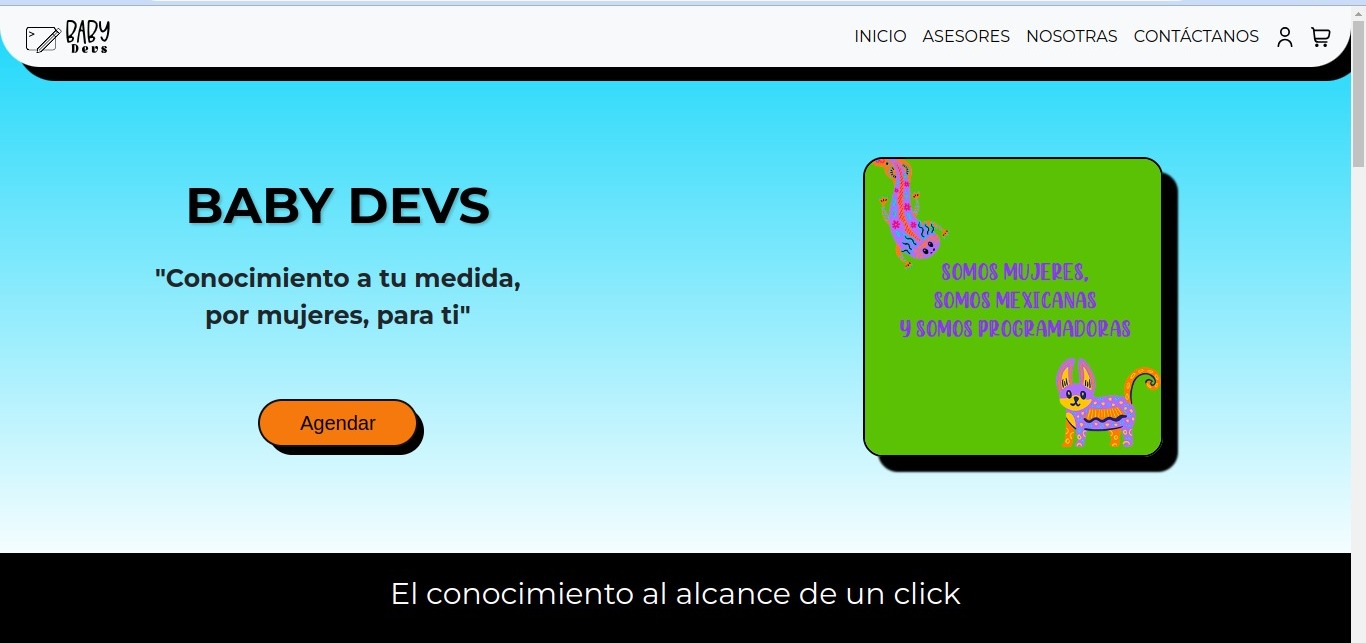 BABY
Devs
INICIO ASESORES NOSOTRAS CONTÁCTANOS
BABY DEVS
"Conocimiento a tu medida,
por mujeres, para ti"
Agendar
SOMOS MUJERES,
SOMOS MEXICANAS
Y SOMOS PROGRAMADORAS
El conocimiento al alcance de un click